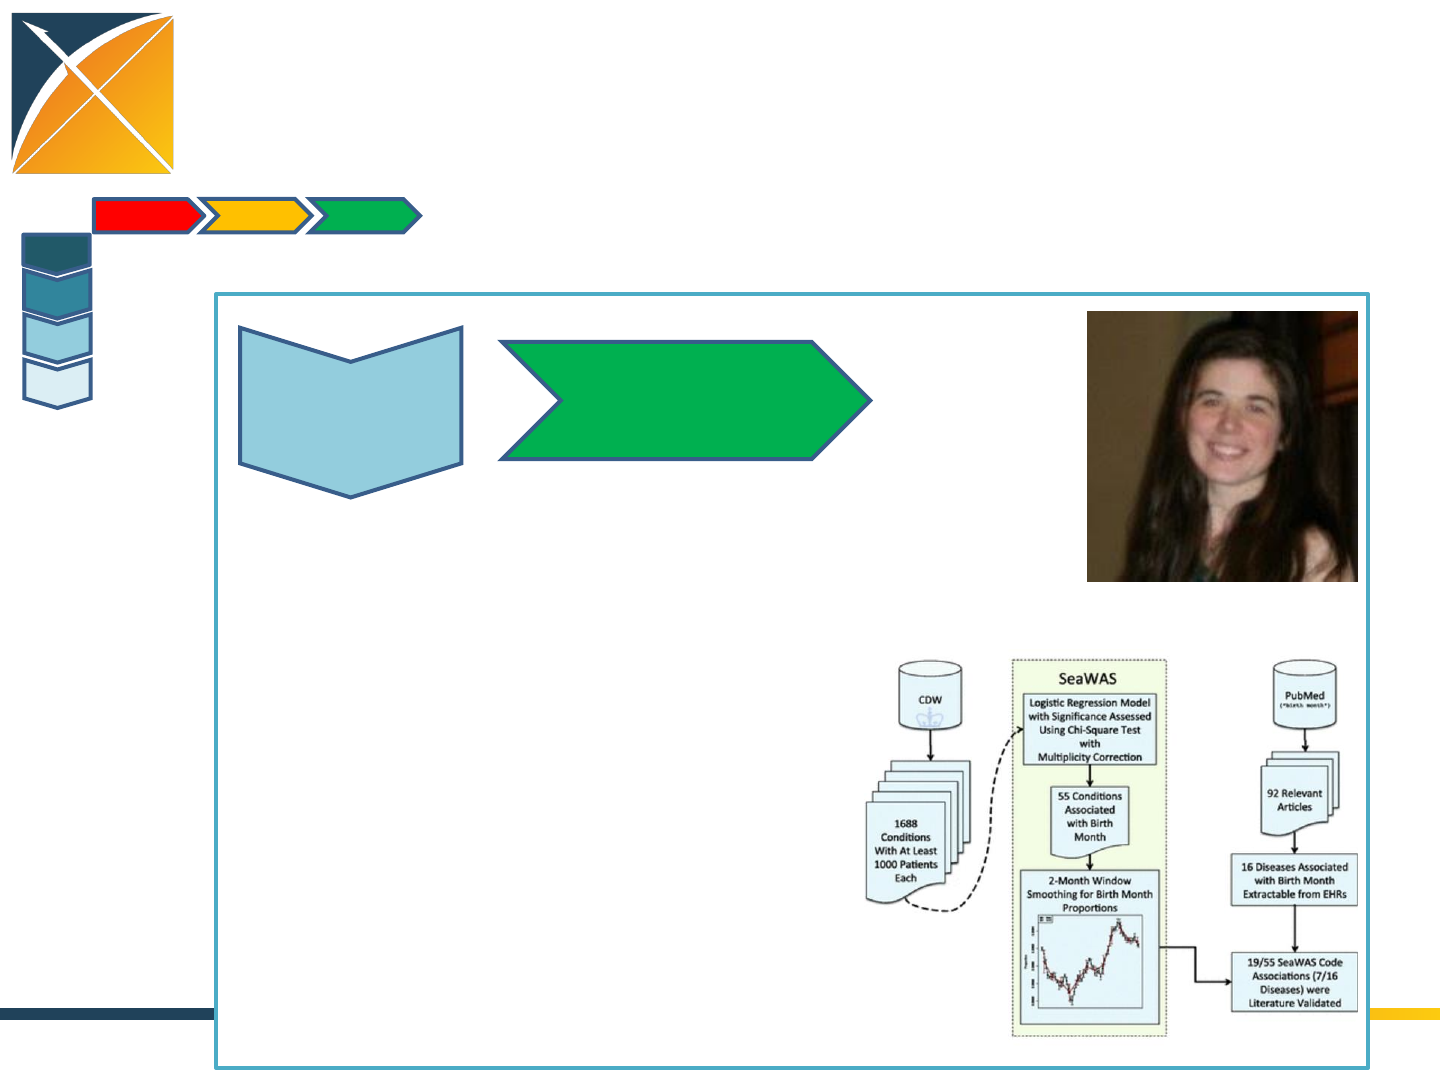 CDW
1688
Conditions
With At Least
1000 Patients
Each
SeaWAS
Logistic Regression Model
with Significance Assessed
Using Chi-Square Test
with
Multiplicity Correction
55 Conditions
Associated
with Birth
Month
2-Month Window
Smoothing for Birth Month
Proportions
PubMed
("birth month")
92 Relevant
Articles
16 Diseases Associated
with Birth Month
Extractable from EHRs
19/55 SeaWAS Code
Associations (7/16
Diseases) were
Literature Validated